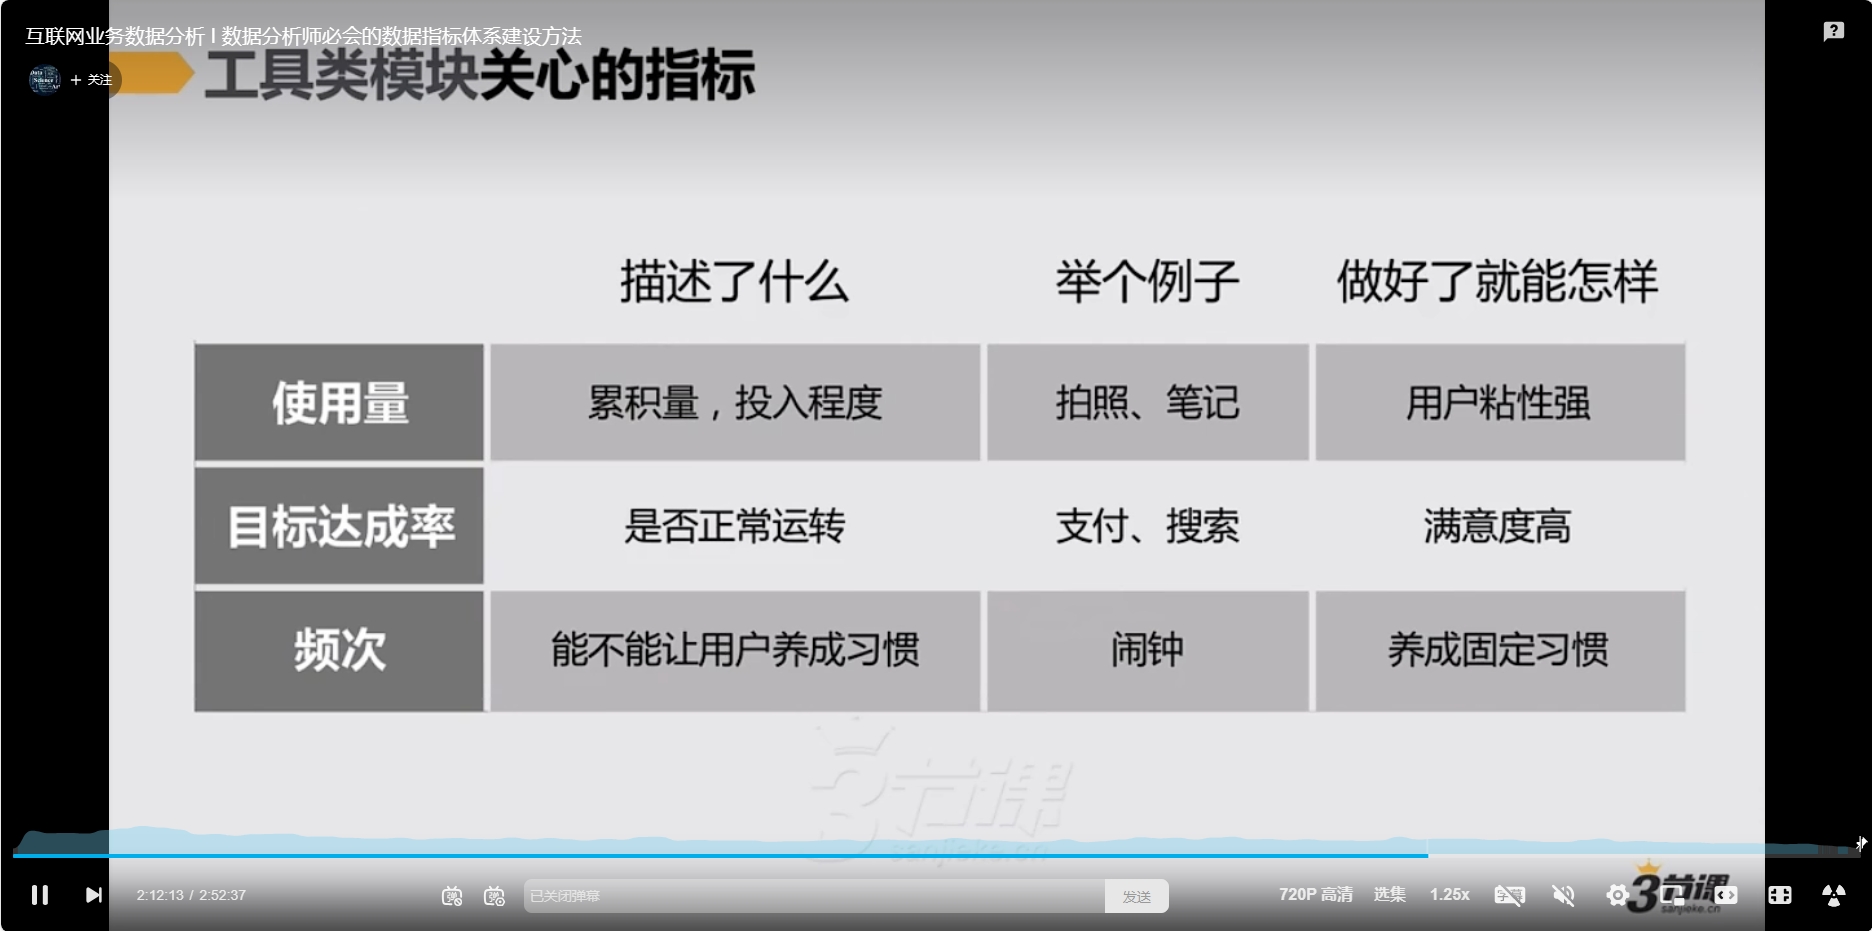 互联网业务数据分析 | 数据分析师必会的数据指标体系建设方法
+ 关注
工具类模块关心的指标
描述了什么 举个例子 做好了就能怎样
使用量 累积量，投入程度 拍照、笔记 用户粘性强
目标达成率 是否正常运转 支付、搜索 满意度高
频次 能不能让用户养成习惯 闹钟 养成固定习惯
3节课
sanjieke.cn
2:12:13 / 2:52:37 已关闭弹幕 发送 720P 高清 选集 1.25x
3节课
sanjieke.cn